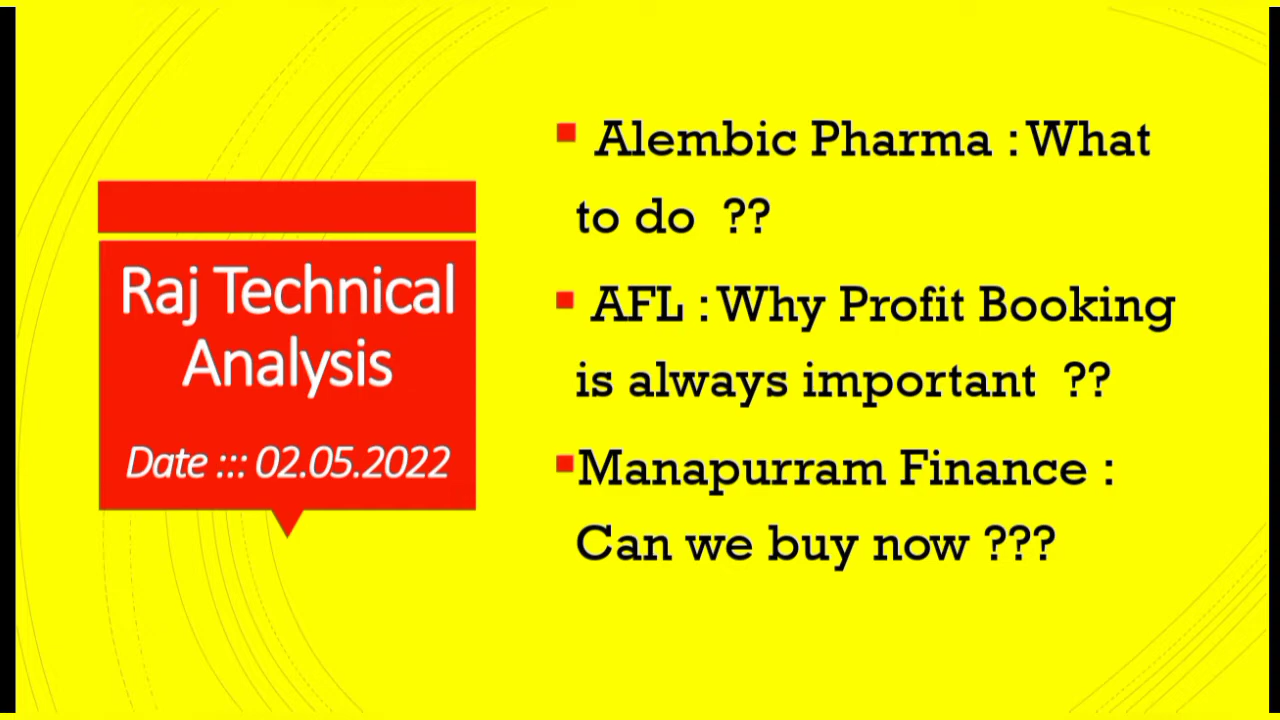 Raj Technical
Analysis
Date ::: 02.05.2022
Alembic Pharma : What
to do ??
AFL : Why Profit Booking
is always important ??
Manapurram Finance :
Can we buy now ???